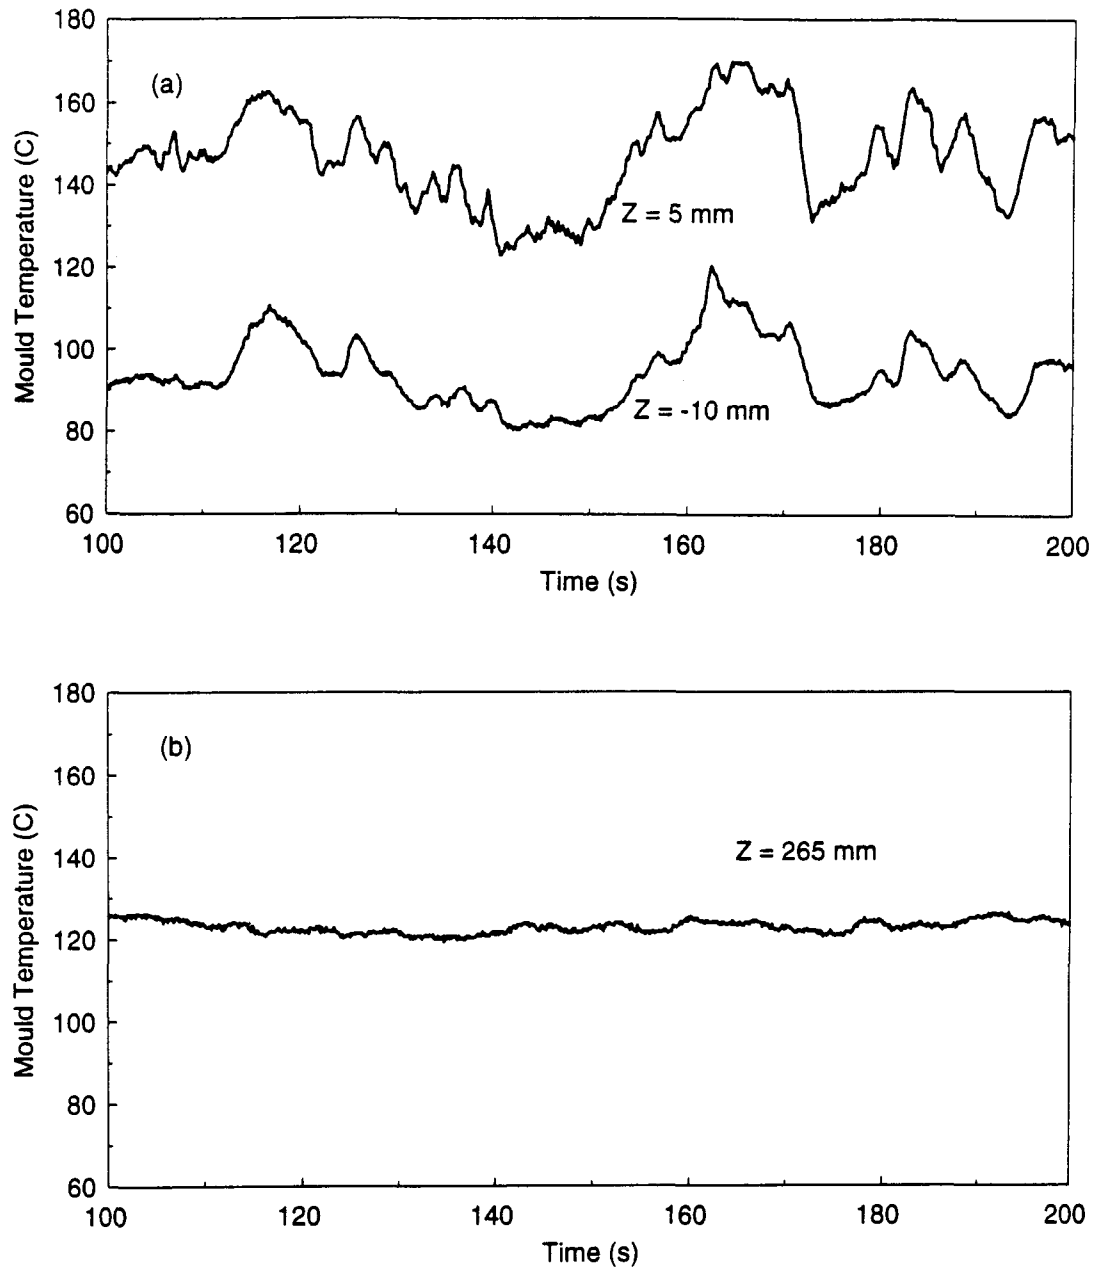 180
(a)
160
140
Z = 5 mm
120
100
Z = -10 mm
80
60
Mould Temperature (C)
100 120 140 160 180 200
Time (s)
180
(b)
160
140
Z = 265 mm
120
100
80
60
Mould Temperature (C)
100 120 140 160 180 200
Time (s)